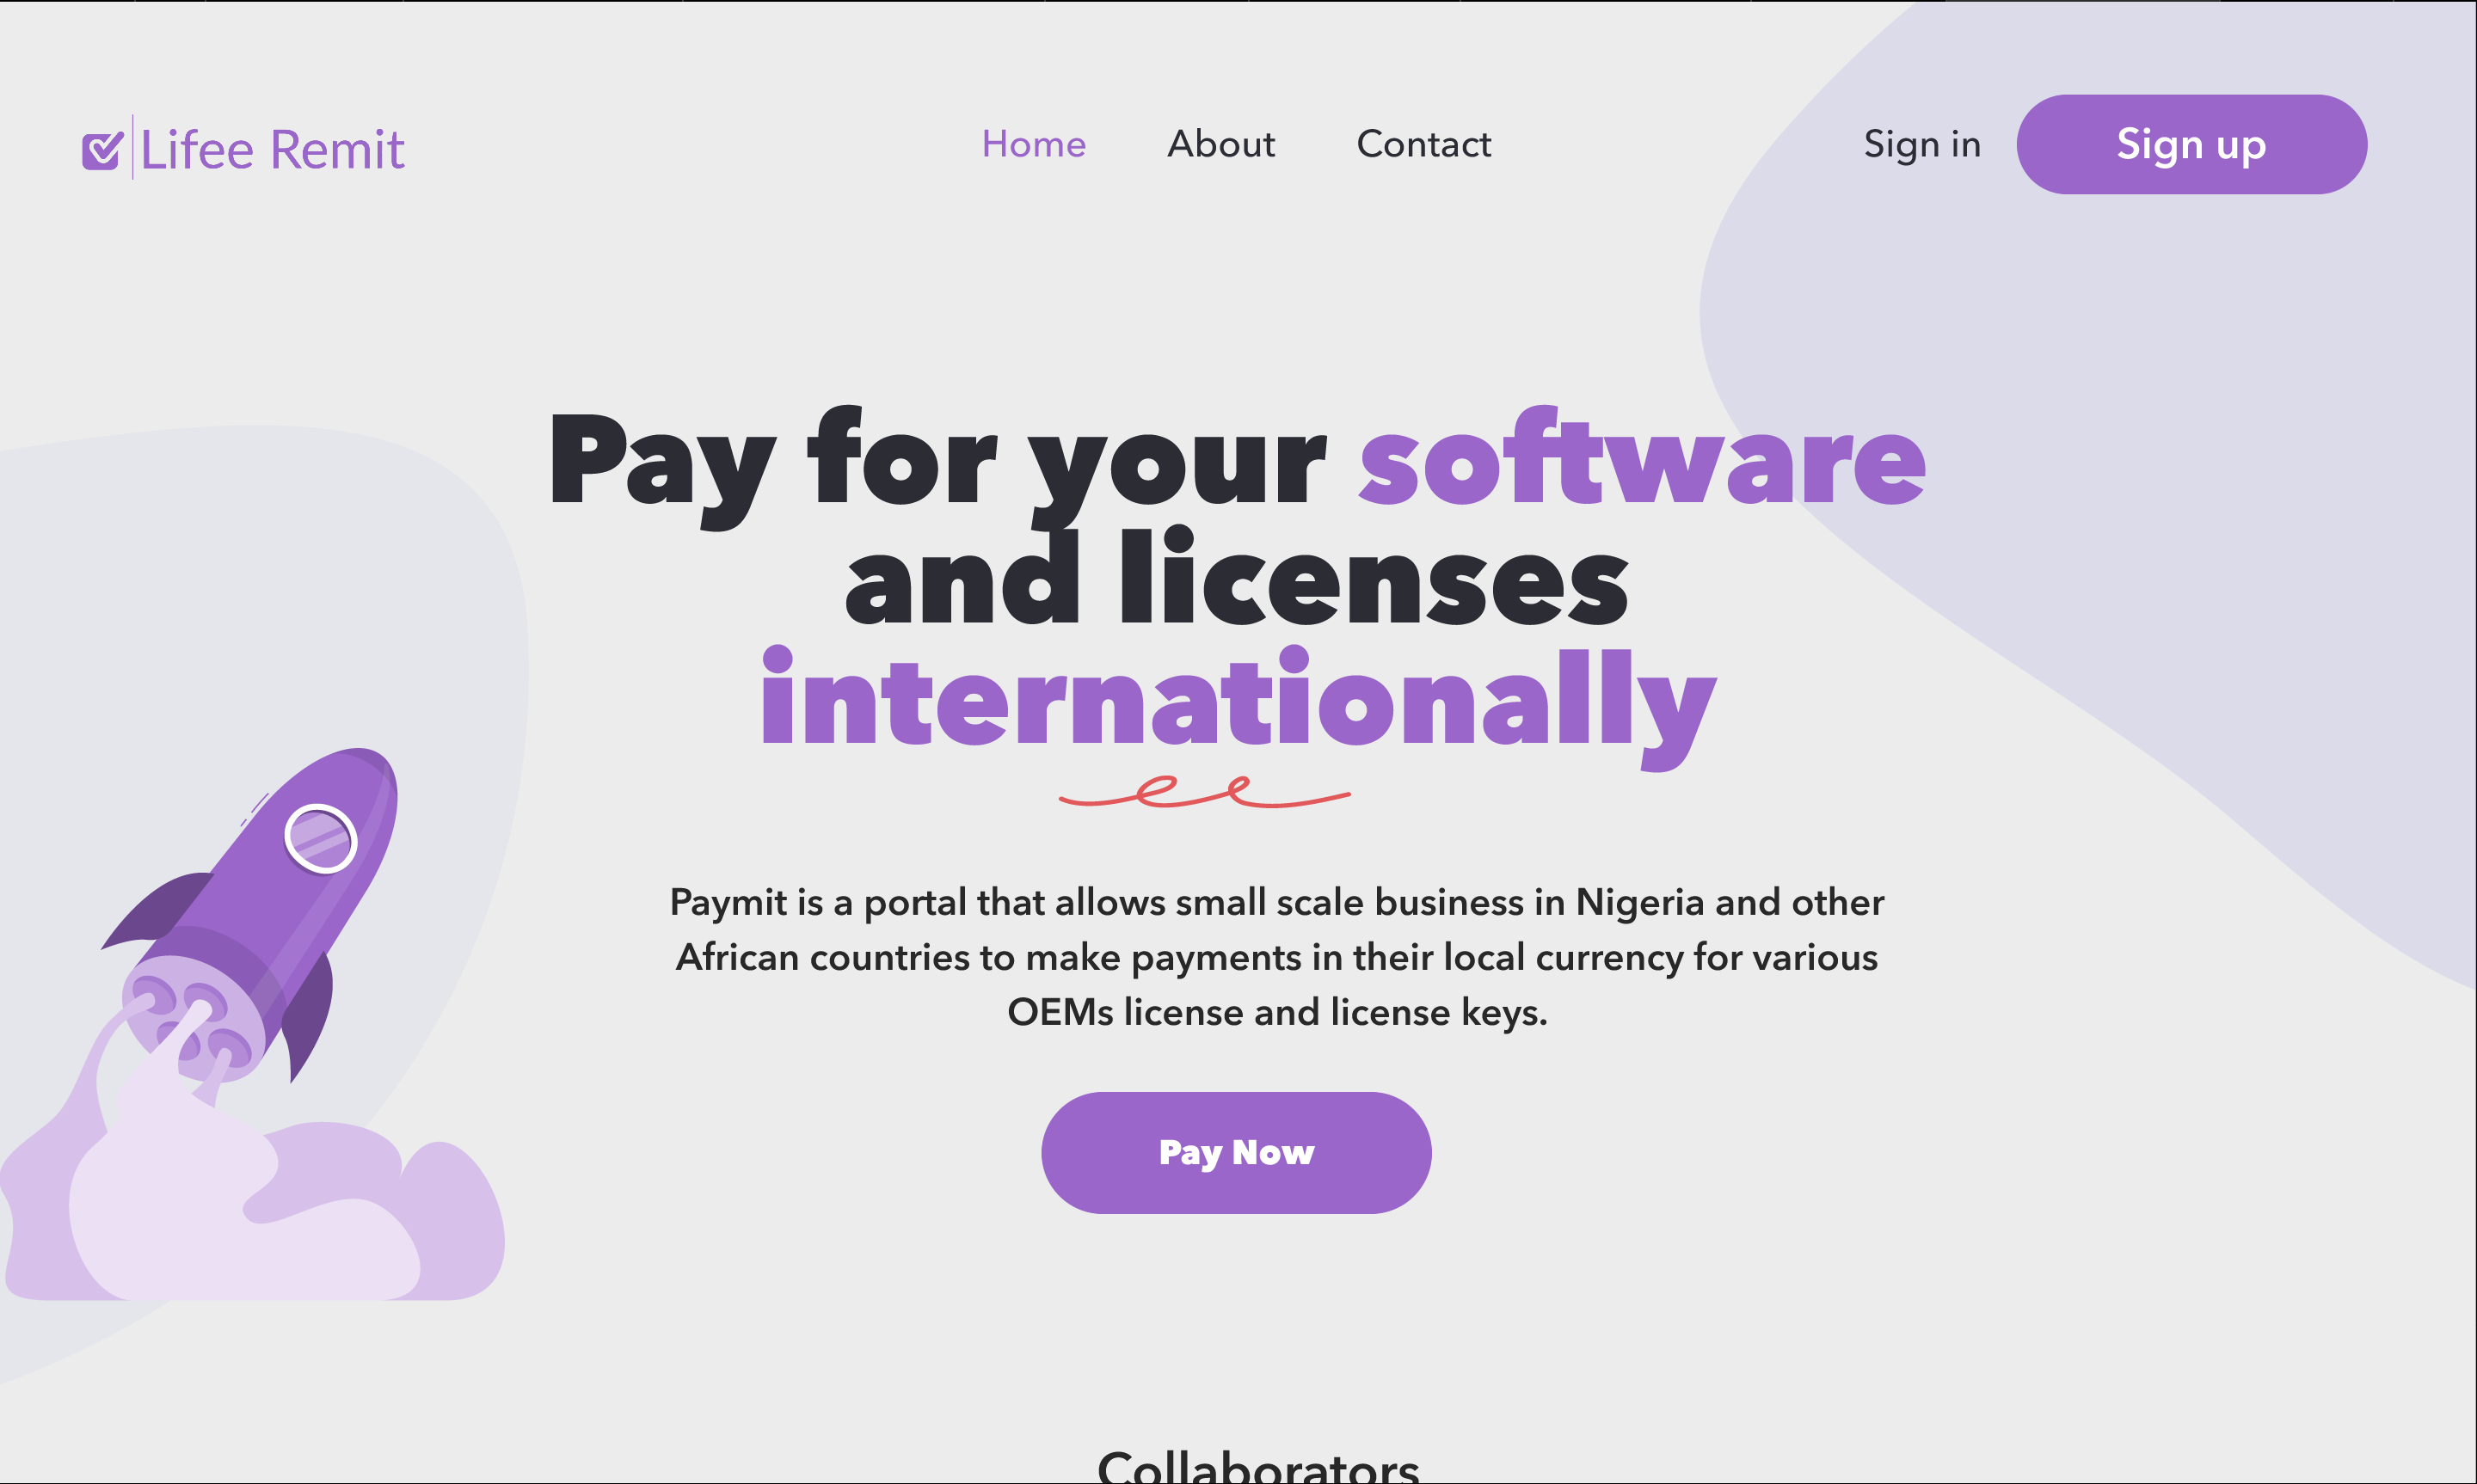 Lifee Remit
Home About Contact
Sign in Sign up
Pay for your software
and licenses
internationally
Paymit is a portal that allows small scale business in Nigeria and other
African countries to make payments in their local currency for various
OEMs license and license keys.
Pay Now
Collaborators